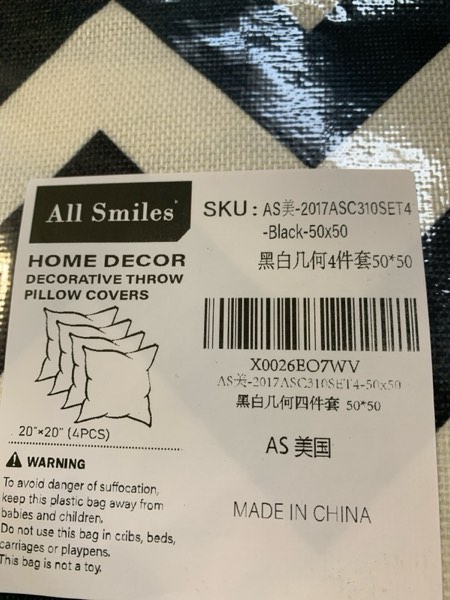 All Smiles
HOME DECOR
DECORATIVE THROW
PILLOW COVERS
20"×20" (4PCS)
WARNING
To avoid danger of suffocation,
keep this plastic bag away from
babies and children.
Do not use this bag in cribs, beds,
carriages or playpens.
This bag is not a toy.
SKU: AS美-2017ASC310SET4
-Black-50x50
黑白几何4件套50*50
X0026EO7WV
AS美-2017ASC310SET4-50x50
黑白几何四件套 50*50
AS 美国
MADE IN CHINA